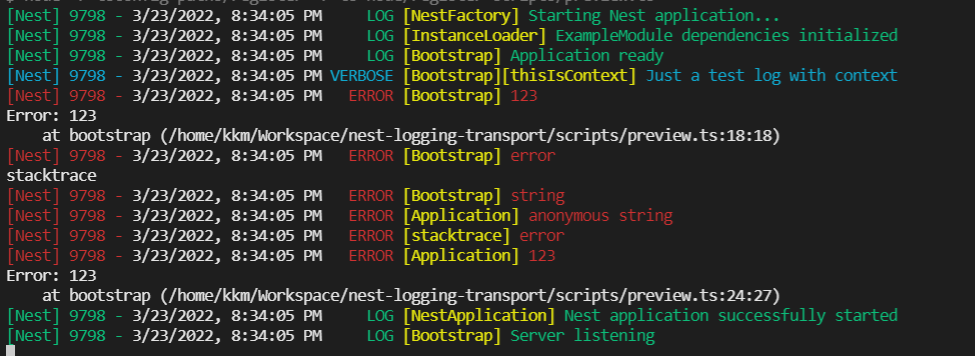 [Nest] 9798 - 3/23/2022, 8:34:05 PM LOG [NestFactory] Starting Nest application...
[Nest] 9798 - 3/23/2022, 8:34:05 PM LOG [InstanceLoader] ExampleModule dependencies initialized
[Nest] 9798 - 3/23/2022, 8:34:05 PM LOG [Bootstrap] Application ready
[Nest] 9798 - 3/23/2022, 8:34:05 PM VERBOSE [Bootstrap][thisIsContext] Just a test log with context
[Nest] 9798 - 3/23/2022, 8:34:05 PM ERROR [Bootstrap] 123
Error: 123
at bootstrap (/home/kkm/Workspace/nest-logging-transport/scripts/preview.ts:18:18)
[Nest] 9798 - 3/23/2022, 8:34:05 PM ERROR [Bootstrap] error
stacktrace
[Nest] 9798 - 3/23/2022, 8:34:05 PM ERROR [Bootstrap] string
[Nest] 9798 - 3/23/2022, 8:34:05 PM ERROR [Application] anonymous string
[Nest] 9798 - 3/23/2022, 8:34:05 PM ERROR [stacktrace] error
[Nest] 9798 - 3/23/2022, 8:34:05 PM ERROR [Application] 123
Error: 123
at bootstrap (/home/kkm/Workspace/nest-logging-transport/scripts/preview.ts:24:27)
[Nest] 9798 - 3/23/2022, 8:34:05 PM LOG [NestApplication] Nest application successfully started
[Nest] 9798 - 3/23/2022, 8:34:05 PM LOG [Bootstrap] Server listening